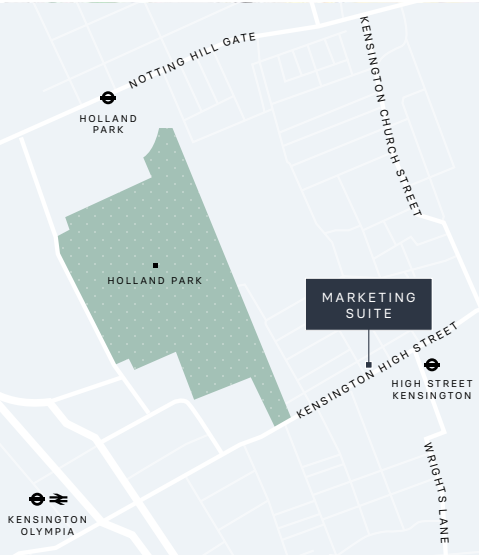 NOTTING HILL GATE
KENSINGTON CHURCH STREET
HOLLAND
PARK
HOLLAND PARK
MARKETING
SUITE
KENSINGTON HIGH STREET
HIGH STREET
KENSINGTON
WRIGHTS LANE
KENSINGTON
OLYMPIA